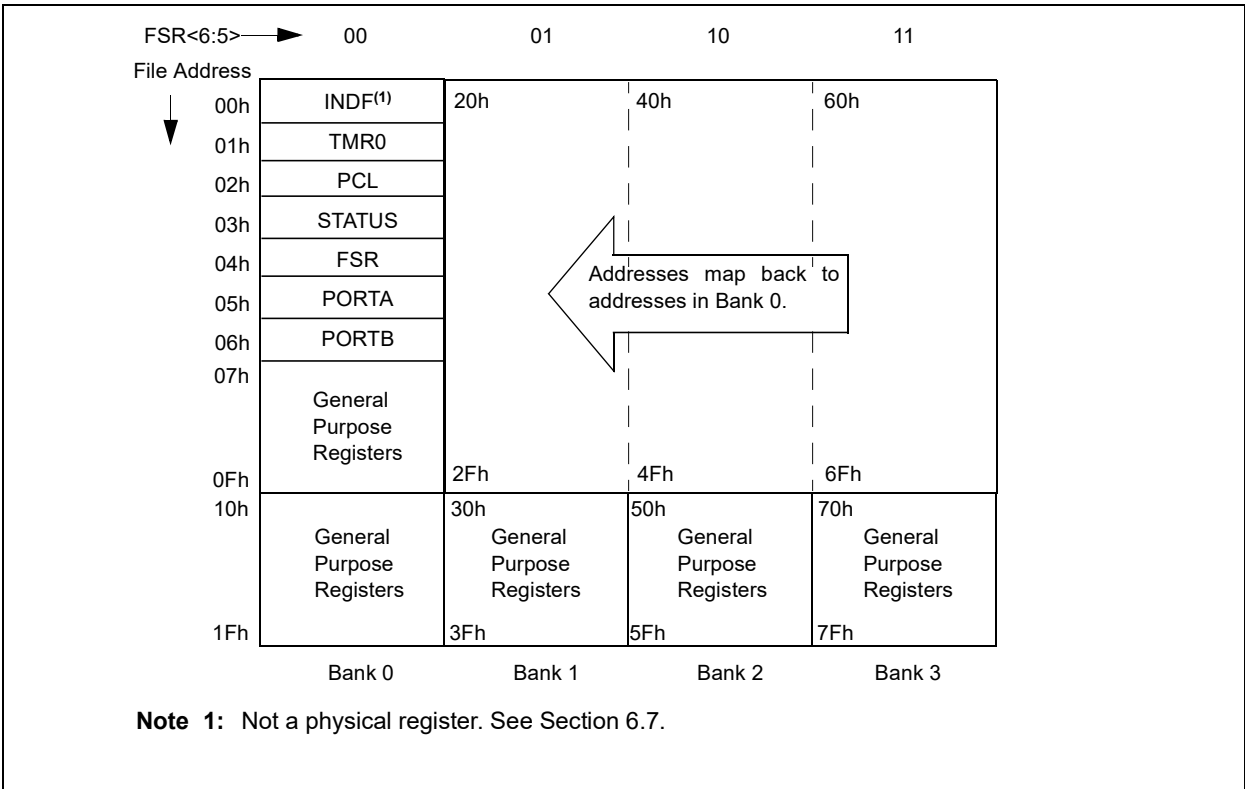 FSR<6:5> 00 01 10 11
File Address
00h INDF(1) 20h 40h 60h
01h TMR0
02h PCL
03h STATUS
04h FSR
Addresses map back to
addresses in Bank 0.
05h PORTA
06h PORTB
07h
General
Purpose
Registers
0Fh 2Fh 4Fh 6Fh
10h 30h 50h 70h
General General General General
Purpose Purpose Purpose Purpose
Registers Registers Registers Registers
1Fh 3Fh 5Fh 7Fh
Bank 0 Bank 1 Bank 2 Bank 3
Note 1: Not a physical register. See Section 6.7.